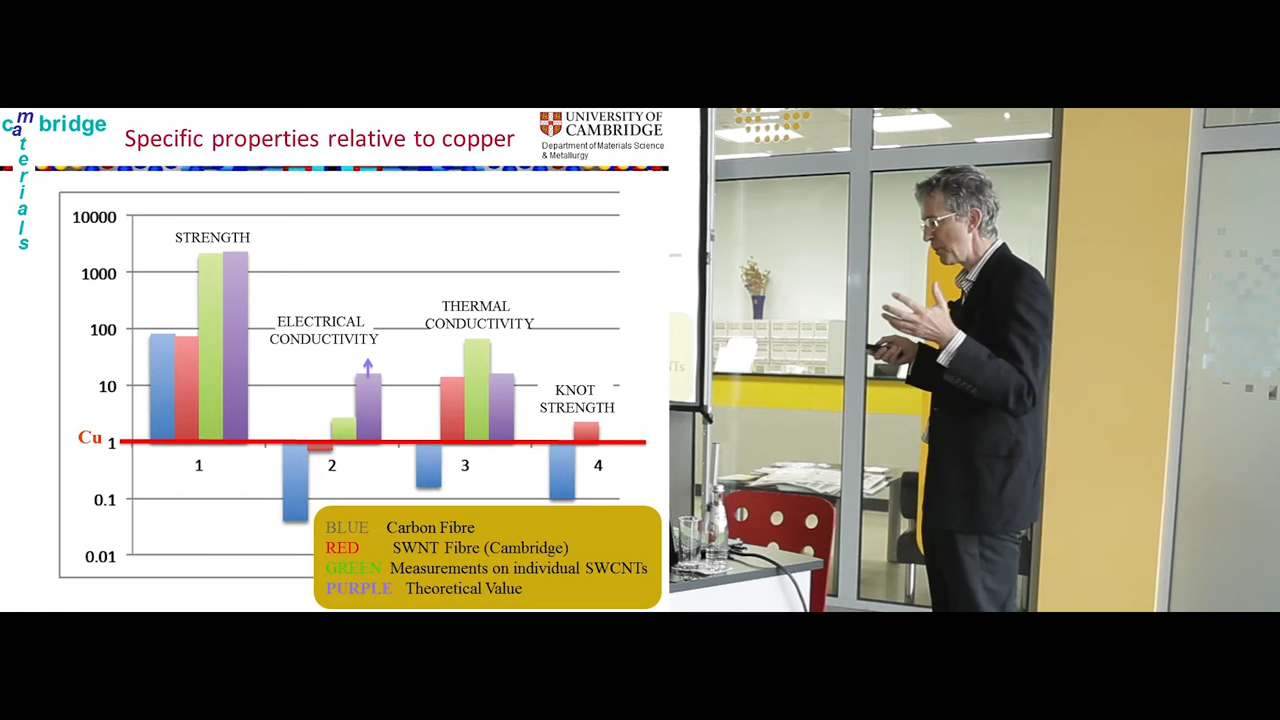 cambridge
materials
Specific properties relative to copper
UNIVERSITY OF
CAMBRIDGE
Department of Materials Science
& Metallurgy
10000
STRENGTH
1000
THERMAL
CONDUCTIVITY
100
ELECTRICAL
CONDUCTIVITY
10
KNOT
STRENGTH
Cu 1
1 2 3 4
0.1
0.01
BLUE Carbon Fibre
RED SWNT Fibre (Cambridge)
GREEN Measurements on individual SWCNTs
PURPLE Theoretical Value